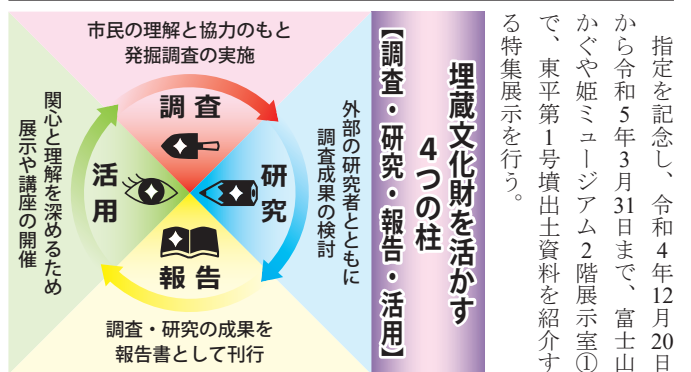 指定を記念し、令和4年12月20日
から令和5年3月31日まで、富士山
かぐや姫ミュージアム2階展示室①
で、東平第1号墳出土資料を紹介す
る特集展示を行う。
埋蔵文化財を活かす
4つの柱
【調査・研究・報告・活用】
市民の理解と協力のもと
発掘調査の実施
調査
外部の研究者とともに
調査成果の検討
研究
報告
調査・研究の成果を
報告書として刊行
活用
関心と理解を深めるため
展示や講座の開催